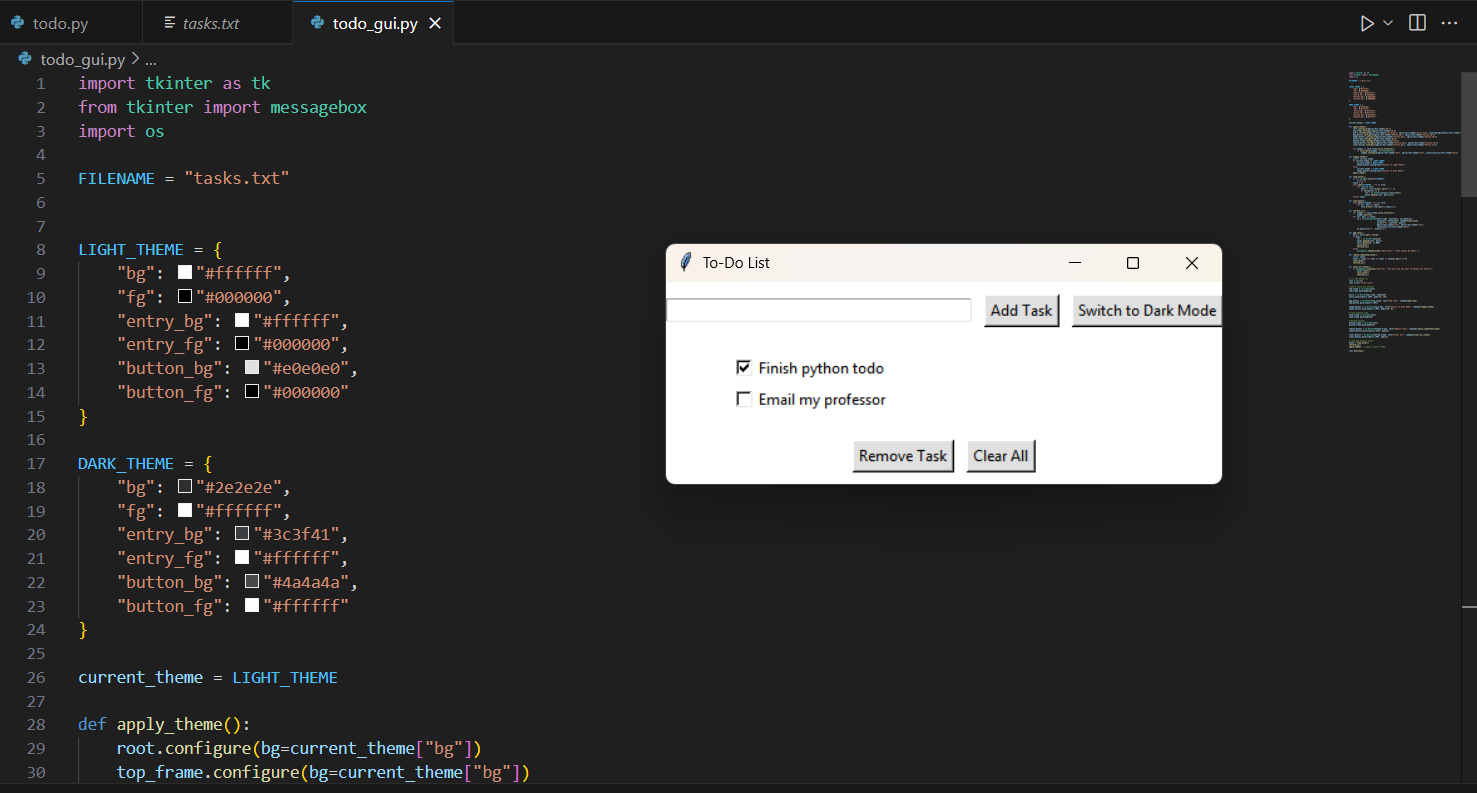 todo.py
tasks.txt
todo_gui.py
todo_gui.py > ...
1 import tkinter as tk
2 from tkinter import messagebox
3 import os
4
5 FILENAME = "tasks.txt"
6
7
8 LIGHT_THEME = {
9 "bg": "#ffffff",
10 "fg": "#000000",
11 "entry_bg": "#ffffff",
12 "entry_fg": "#000000",
13 "button_bg": "#e0e0e0",
14 "button_fg": "#000000"
15 }
16
17 DARK_THEME = {
18 "bg": "#2e2e2e",
19 "fg": "#ffffff",
20 "entry_bg": "#3c3f41",
21 "entry_fg": "#ffffff",
22 "button_bg": "#4a4a4a",
23 "button_fg": "#ffffff"
24 }
25
26 current_theme = LIGHT_THEME
27
28 def apply_theme():
29 root.configure(bg=current_theme["bg"])
30 top_frame.configure(bg=current_theme["bg"])
To-Do List
Add Task
Switch to Dark Mode
Finish python todo
Email my professor
Remove Task
Clear All